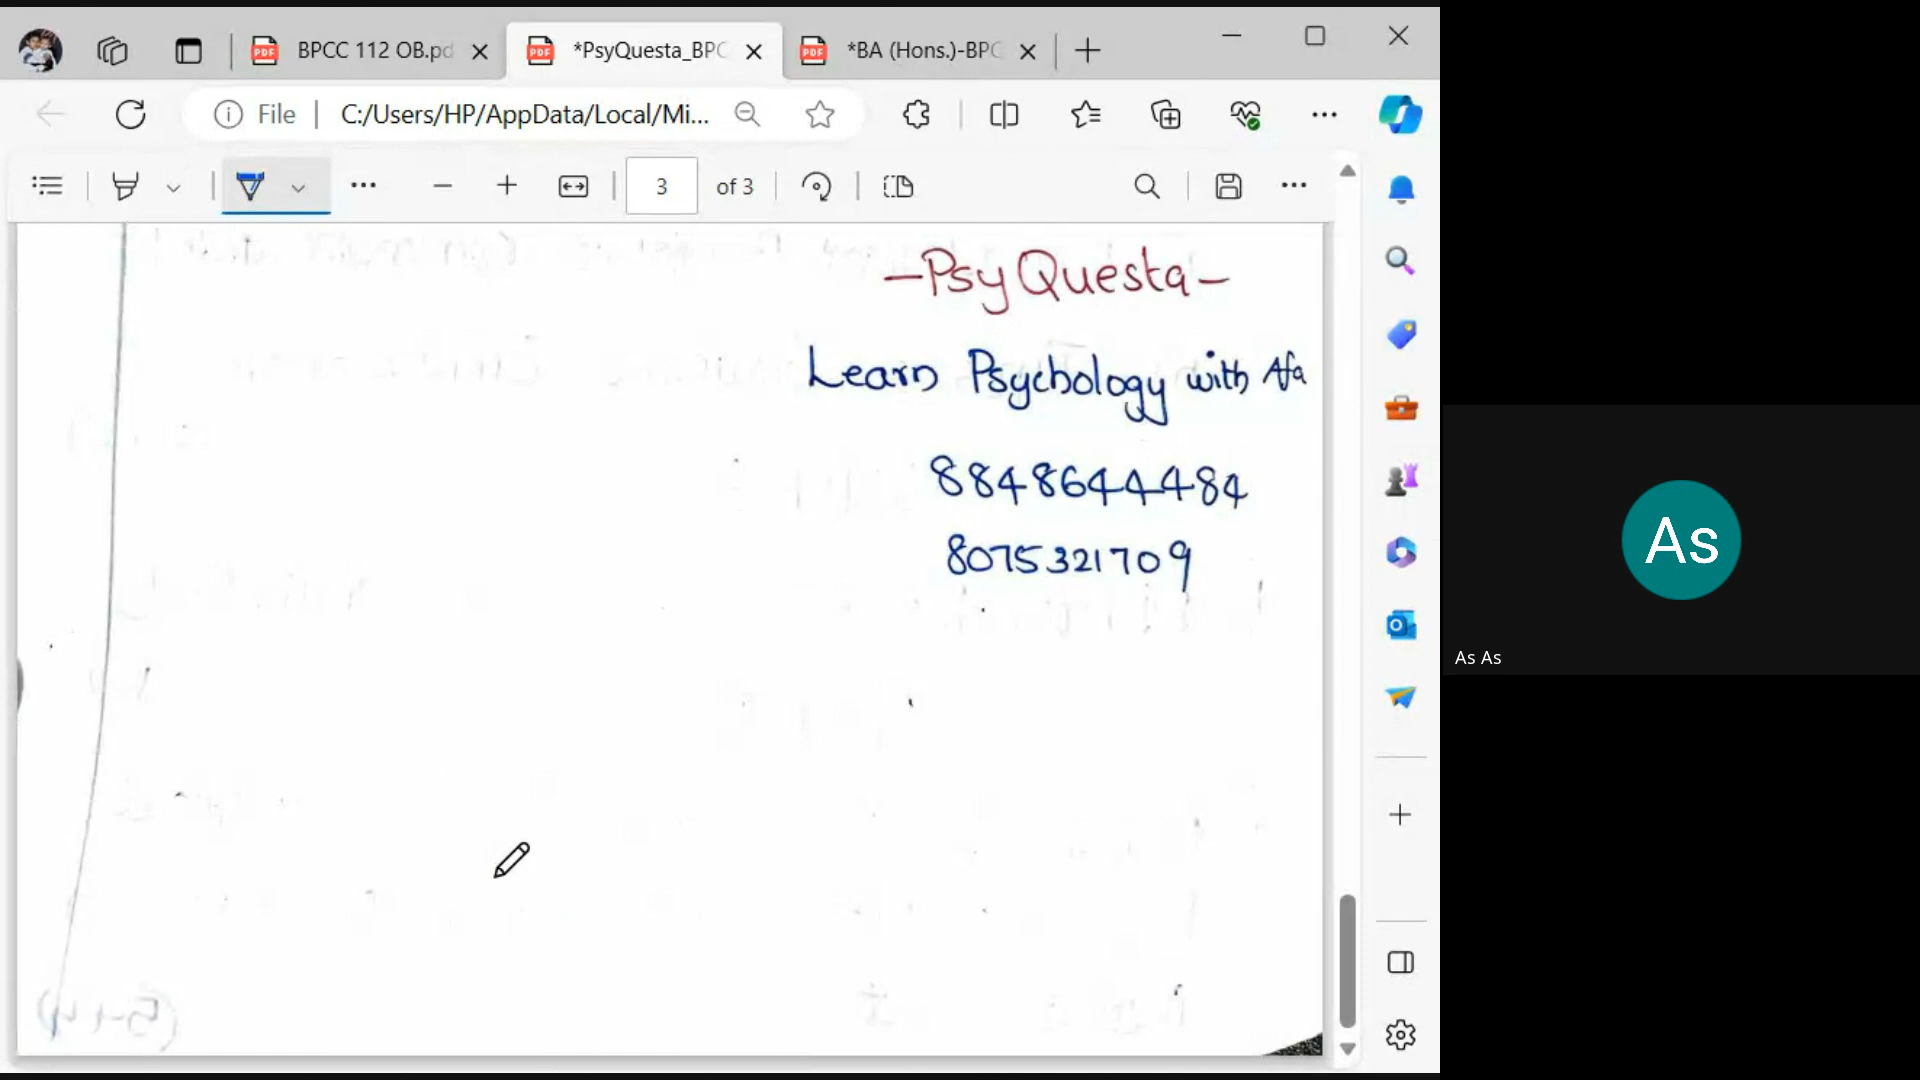 BPCC 112 OB.pd
*PsyQuesta_BPC
*BA (Hons.)-BPC
File
C:/Users/HP/AppData/Local/Mi...
3 of 3
-PsyQuesta-
Learn Psychology with Afa
8848644484
8075321709
As
As As